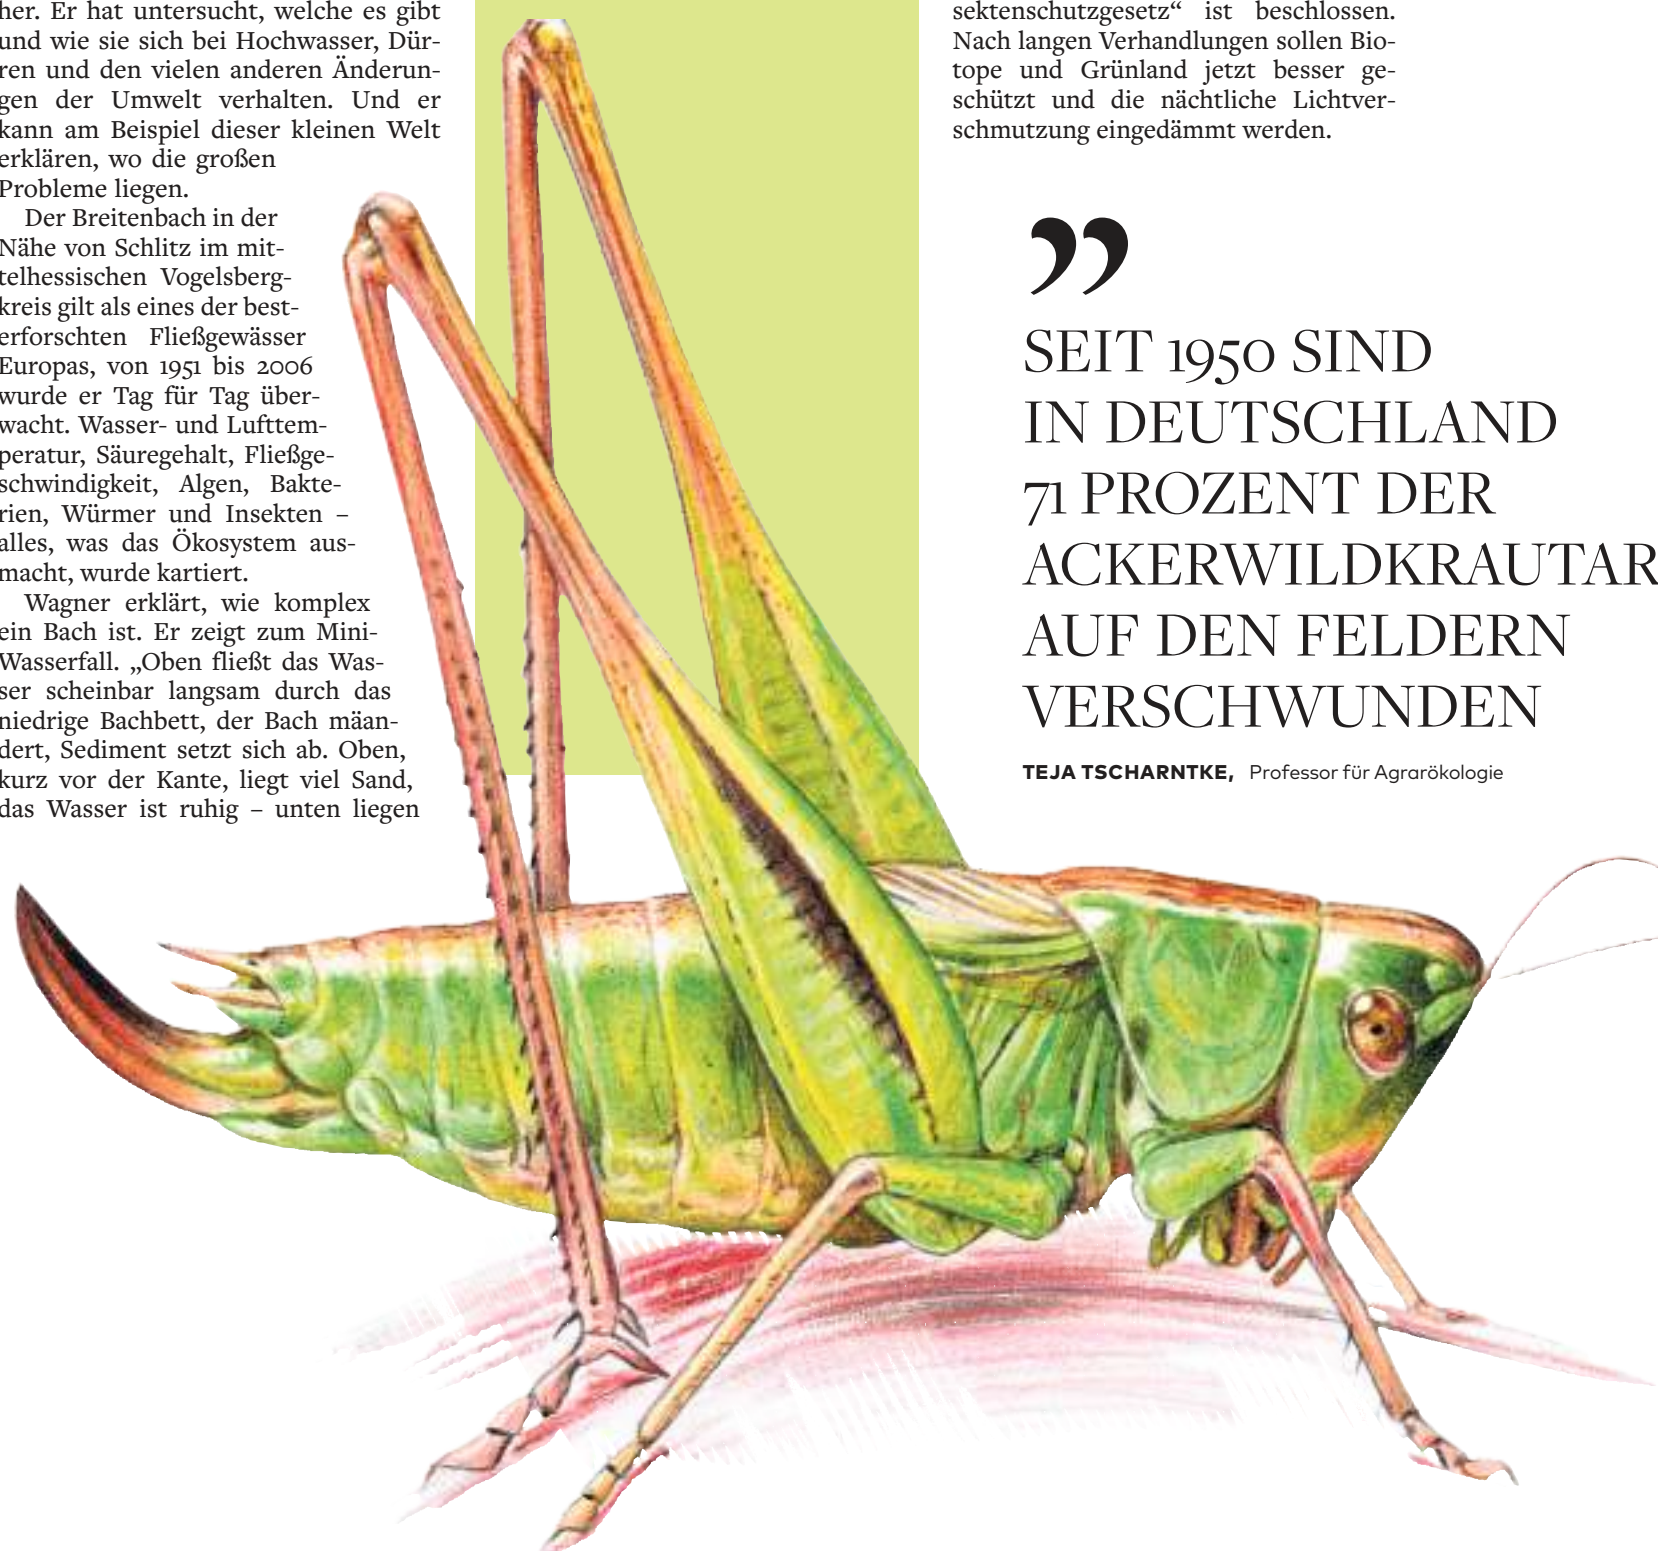 her. Er hat untersucht, welche es gibt
und wie sie sich bei Hochwasser, Dür-
ren und den vielen anderen Änderun-
gen der Umwelt verhalten. Und er
kann am Beispiel dieser kleinen Welt
erklären, wo die großen
Probleme liegen.
Der Breitenbach in der
Nähe von Schlitz im mit-
telhessischen Vogelsberg-
kreis gilt als eines der best-
erforschten Fließgewässer
Europas, von 1951 bis 2006
wurde er Tag für Tag über-
wacht. Wasser- und Lufttem-
peratur, Säuregehalt, Fließge-
schwindigkeit, Algen, Bakte-
rien, Würmer und Insekten –
alles, was das Ökosystem aus-
macht, wurde kartiert.
Wagner erklärt, wie komplex
ein Bach ist. Er zeigt zum Mini-
Wasserfall. „Oben fließt das Was-
ser scheinbar langsam durch das
niedrige Bachbett, der Bach mäan-
dert, Sediment setzt sich ab. Oben,
kurz vor der Kante, liegt viel Sand,
das Wasser ist ruhig – unten liegen
sektenschutzgesetz“ ist beschlossen.
Nach langen Verhandlungen sollen Bio-
tope und Grünland jetzt besser ge-
schützt und die nächtliche Lichtver-
schmutzung eingedämmt werden.
”
SEIT 1950 SIND
IN DEUTSCHLAND
71 PROZENT DER
ACKERWILDKRAUTAR
AUF DEN FELDERN
VERSCHWUNDEN
TEJA TSCHARNTKE, Professor für Agrarökologie